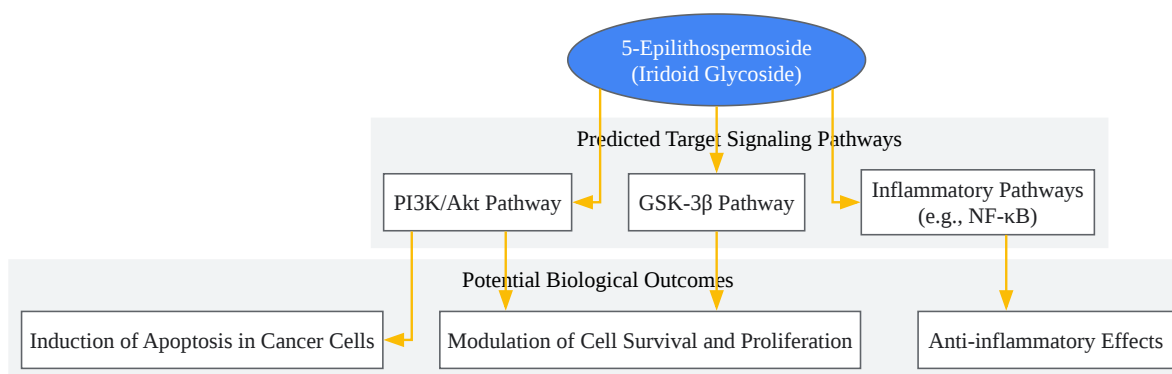 5-Epilithospermoside
(Iridoid Glycoside)
Predicted Target Signaling Pathways
PI3K/Akt Pathway
GSK-3β Pathway
Inflammatory Pathways
(e.g., NF-κB)
Potential Biological Outcomes
Induction of Apoptosis in Cancer Cells
Modulation of Cell Survival and Proliferation
Anti-inflammatory Effects